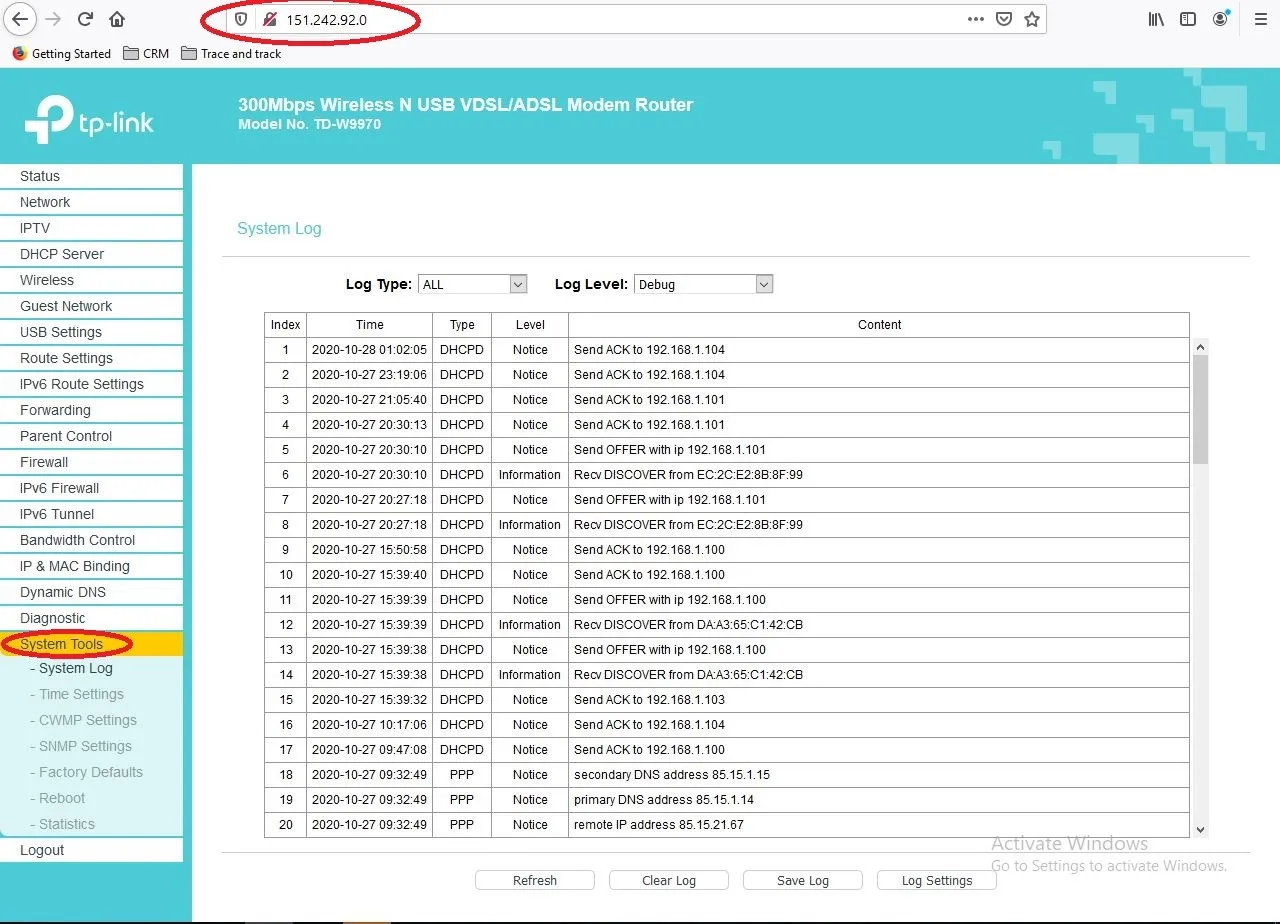 151.242.92.0
Getting Started CRM Trace and track
tp-link
300Mbps Wireless N USB VDSL/ADSL Modem Router
Model No. TD-W9970
Status
Network
IPTV
DHCP Server
Wireless
Guest Network
USB Settings
Route Settings
IPv6 Route Settings
Forwarding
Parent Control
Firewall
IPv6 Firewall
IPv6 Tunnel
Bandwidth Control
IP & MAC Binding
Dynamic DNS
Diagnostic
System Tools
- System Log
- Time Settings
- CWMP Settings
- SNMP Settings
- Factory Defaults
- Reboot
- Statistics
Logout
System Log
Log Type: ALL Log Level: Debug
Index Time Type Level Content
1 2020-10-28 01:02:05 DHCPD Notice Send ACK to 192.168.1.104
2 2020-10-27 23:19:06 DHCPD Notice Send ACK to 192.168.1.104
3 2020-10-27 21:05:40 DHCPD Notice Send ACK to 192.168.1.101
4 2020-10-27 20:30:13 DHCPD Notice Send ACK to 192.168.1.101
5 2020-10-27 20:30:10 DHCPD Notice Send OFFER with ip 192.168.1.101
6 2020-10-27 20:30:10 DHCPD Information Recv DISCOVER from EC:2C:E2:8B:8F:99
7 2020-10-27 20:27:18 DHCPD Notice Send OFFER with ip 192.168.1.101
8 2020-10-27 20:27:18 DHCPD Information Recv DISCOVER from EC:2C:E2:8B:8F:99
9 2020-10-27 15:50:58 DHCPD Notice Send ACK to 192.168.1.100
10 2020-10-27 15:39:40 DHCPD Notice Send ACK to 192.168.1.100
11 2020-10-27 15:39:39 DHCPD Notice Send OFFER with ip 192.168.1.100
12 2020-10-27 15:39:39 DHCPD Information Recv DISCOVER from DA:A3:65:C1:42:CB
13 2020-10-27 15:39:38 DHCPD Notice Send OFFER with ip 192.168.1.100
14 2020-10-27 15:39:38 DHCPD Information Recv DISCOVER from DA:A3:65:C1:42:CB
15 2020-10-27 15:39:32 DHCPD Notice Send ACK to 192.168.1.103
16 2020-10-27 10:17:06 DHCPD Notice Send ACK to 192.168.1.104
17 2020-10-27 09:47:08 DHCPD Notice Send ACK to 192.168.1.100
18 2020-10-27 09:32:49 PPP Notice secondary DNS address 85.15.1.15
19 2020-10-27 09:32:49 PPP Notice primary DNS address 85.15.1.14
20 2020-10-27 09:32:49 PPP Notice remote IP address 85.15.21.67
Refresh Clear Log Save Log Log Settings
Activate Windows
Go to Settings to activate Windows.